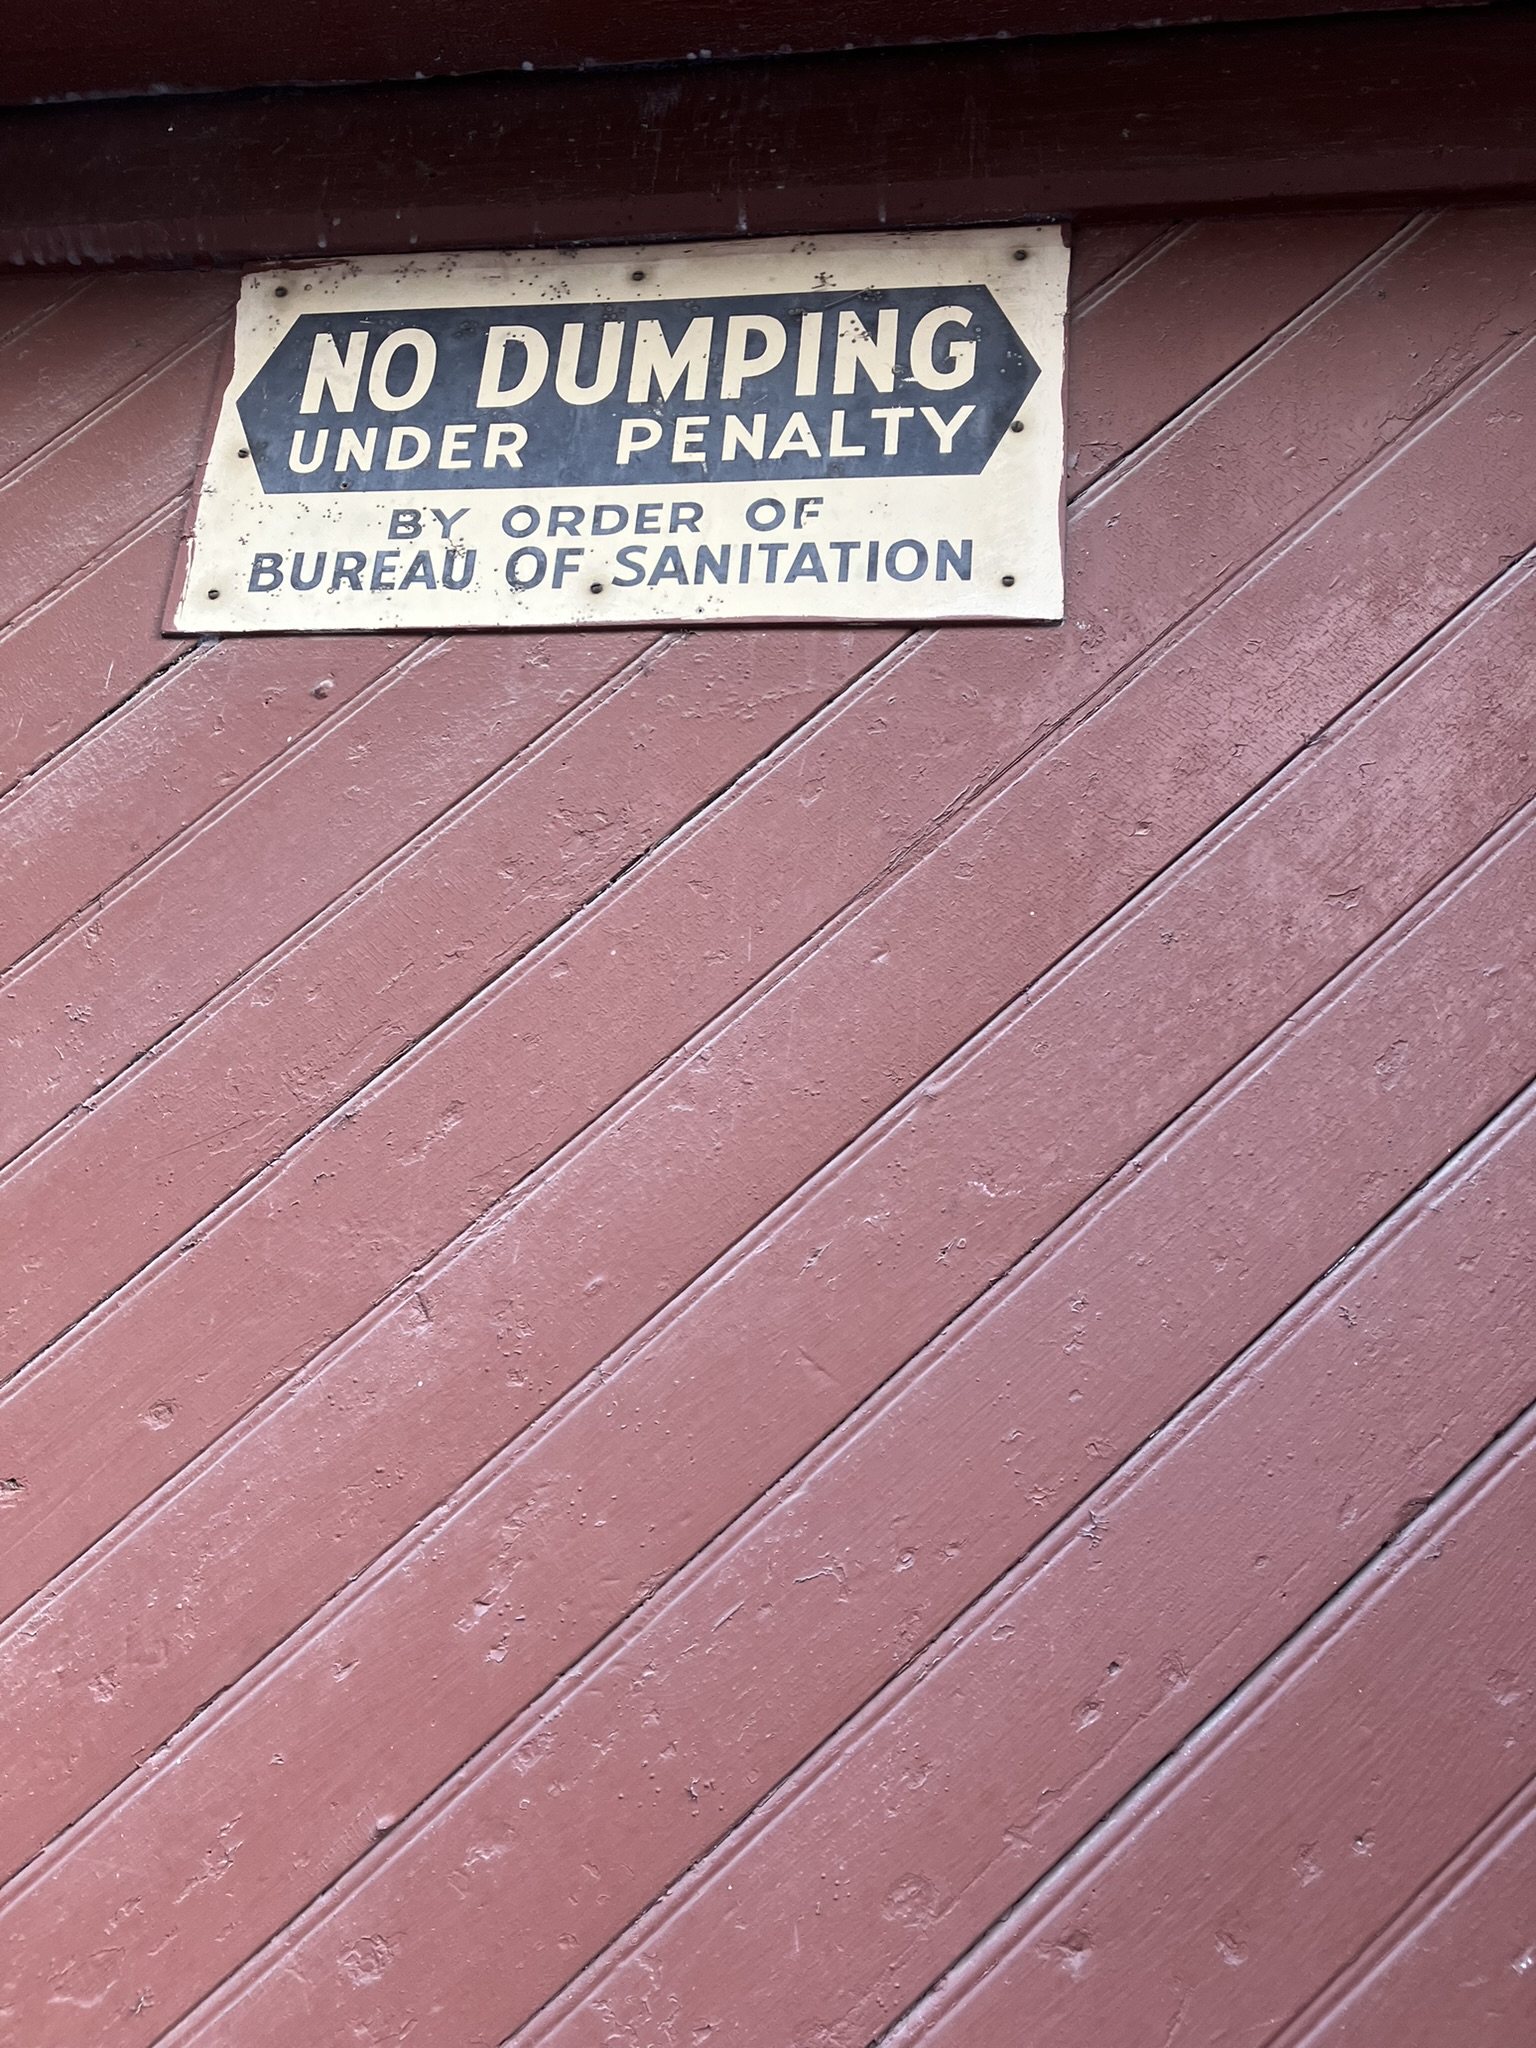 NO DUMPING
UNDER PENALTY
BY ORDER OF
BUREAU OF SANITATION